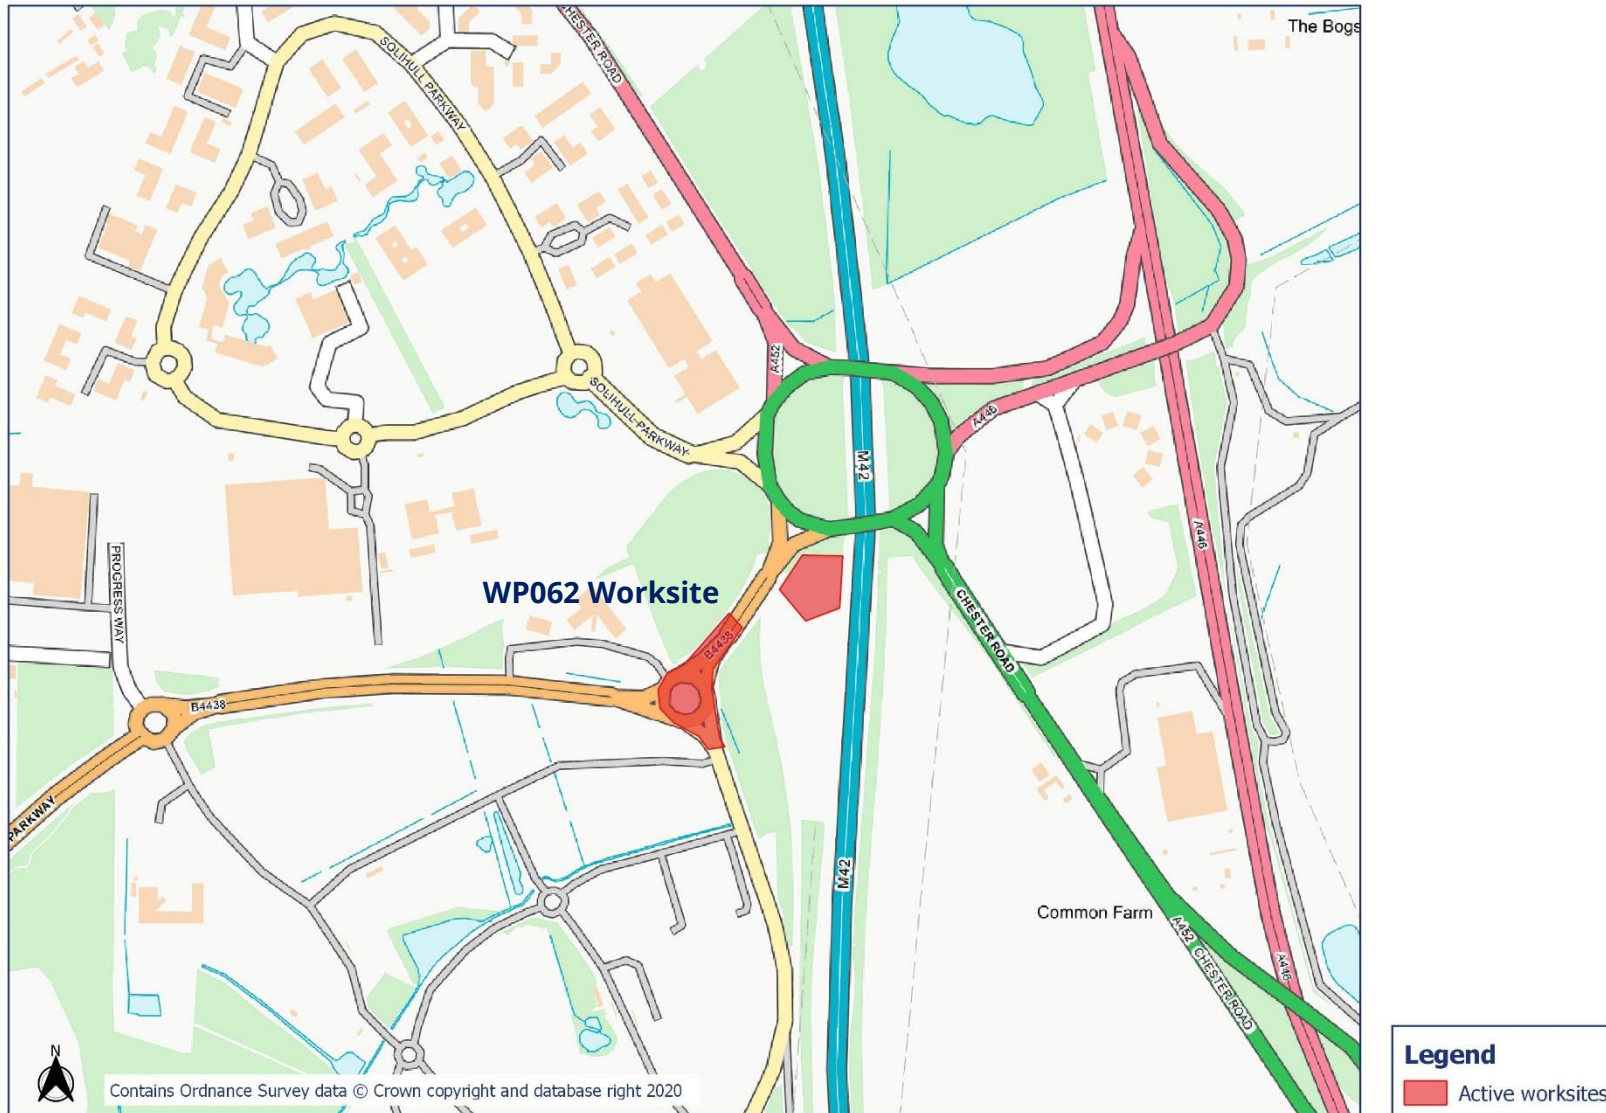 CHESTER ROAD
The Bogs
SOLIHULL PARKWAY
A452
SOLIHULL PARKWAY
A446
M42
A446
PROGRESS WAY
WP062 Worksite
CHESTER ROAD
B4438
B4438
PARKWAY
M42
Common Farm
A452 CHESTER ROAD
A446
N
Contains Ordnance Survey data © Crown copyright and database right 2020
Legend
Active worksites